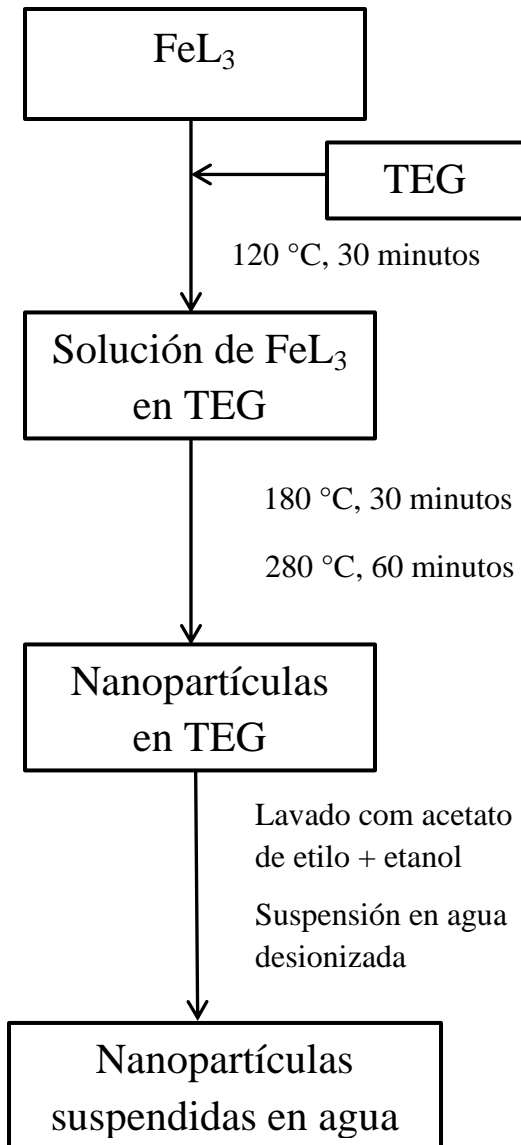 FeL₃
TEG
120 °C, 30 minutos
Solución de FeL₃
en TEG
180 °C, 30 minutos
280 °C, 60 minutos
Nanopartículas
en TEG
Lavado com acetato
de etilo + etanol
Suspensión en agua
desionizada
Nanopartículas
suspendidas en agua